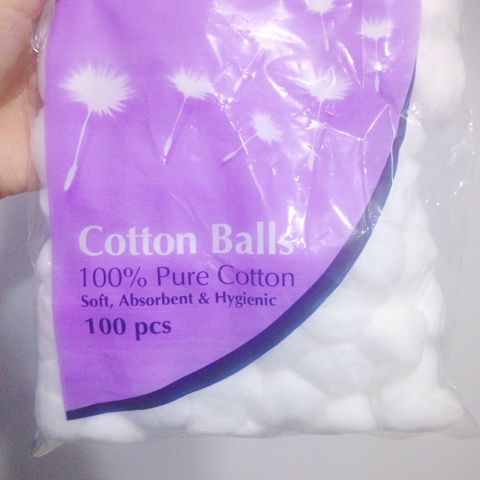 Cotton Balls
100% Pure Cotton
Soft, Absorbent & Hygienic
100 pcs